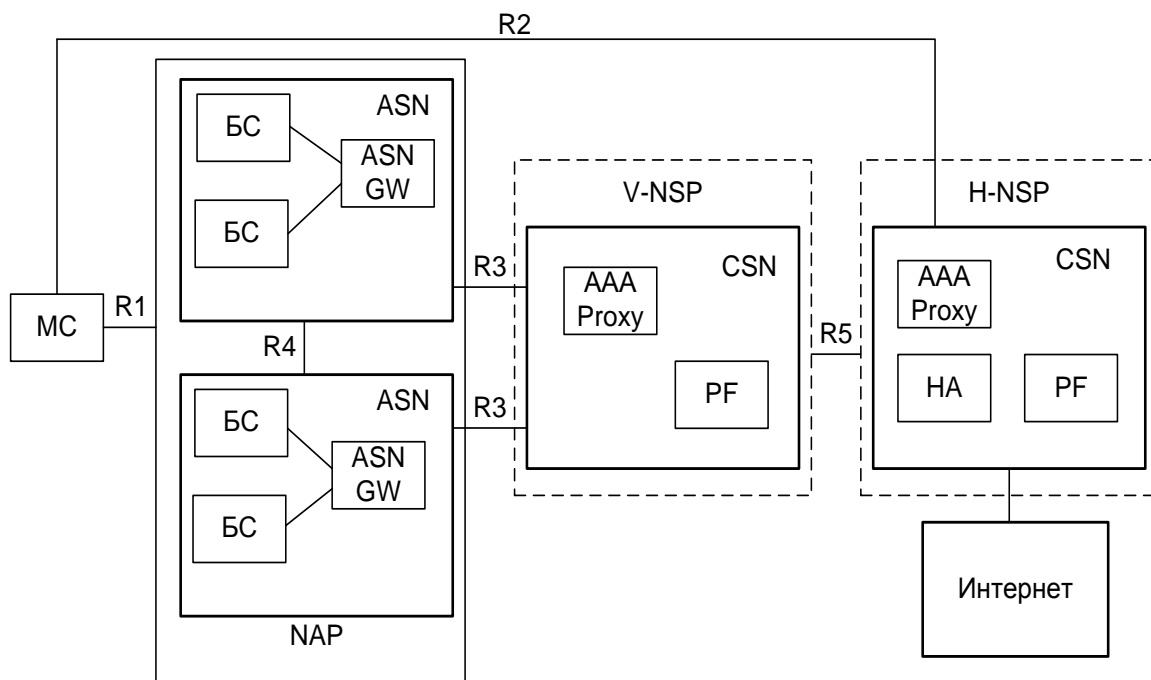 R2
ASN
БС
ASN
GW
БС
R1
МС
R4
ASN
БС
ASN
GW
БС
NAP
R3
R3
V-NSP
CSN
AAA
Proxy
PF
R5
H-NSP
CSN
AAA
Proxy
HA
PF
Интернет